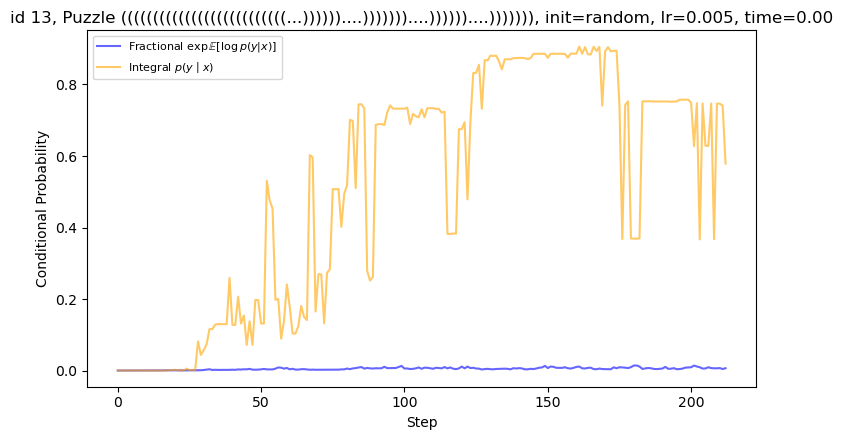 id 13, Puzzle ((((((((((((((((((((((((((...))))))....)))))))....))))))....))))))), init=random, lr=0.005, time=0.00
Fractional exp𝔼[log p(y|x)]
Integral p(y | x)
Conditional Probability
0.8
0.6
0.4
0.2
0.0
0
50
100
150
200
Step